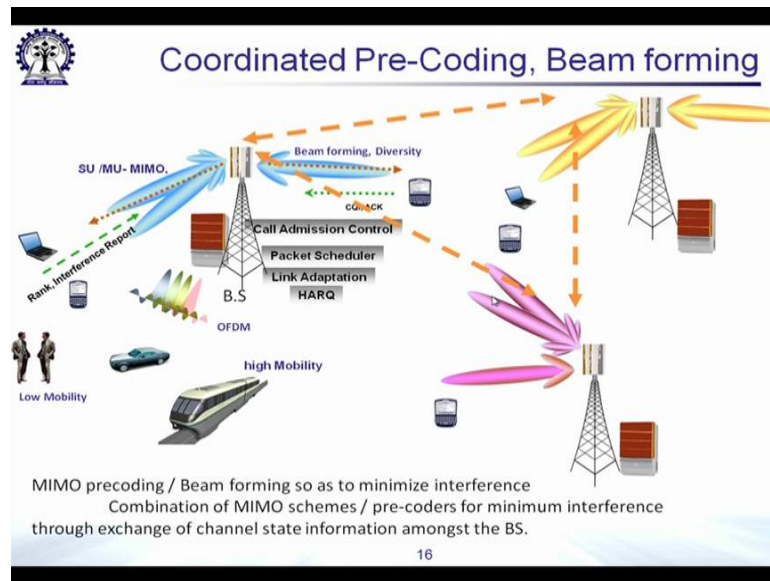 Coordinated Pre-Coding, Beam forming
SU /MU- MIMO.
Beam forming, Diversity
Rank, Interference Report
Call Admission Control
Packet Scheduler
Link Adaptation
HARQ
B.S
OFDM
Low Mobility
high Mobility
MIMO precoding / Beam forming so as to minimize interference
Combination of MIMO schemes / pre-coders for minimum interference
through exchange of channel state information amongst the BS.
16